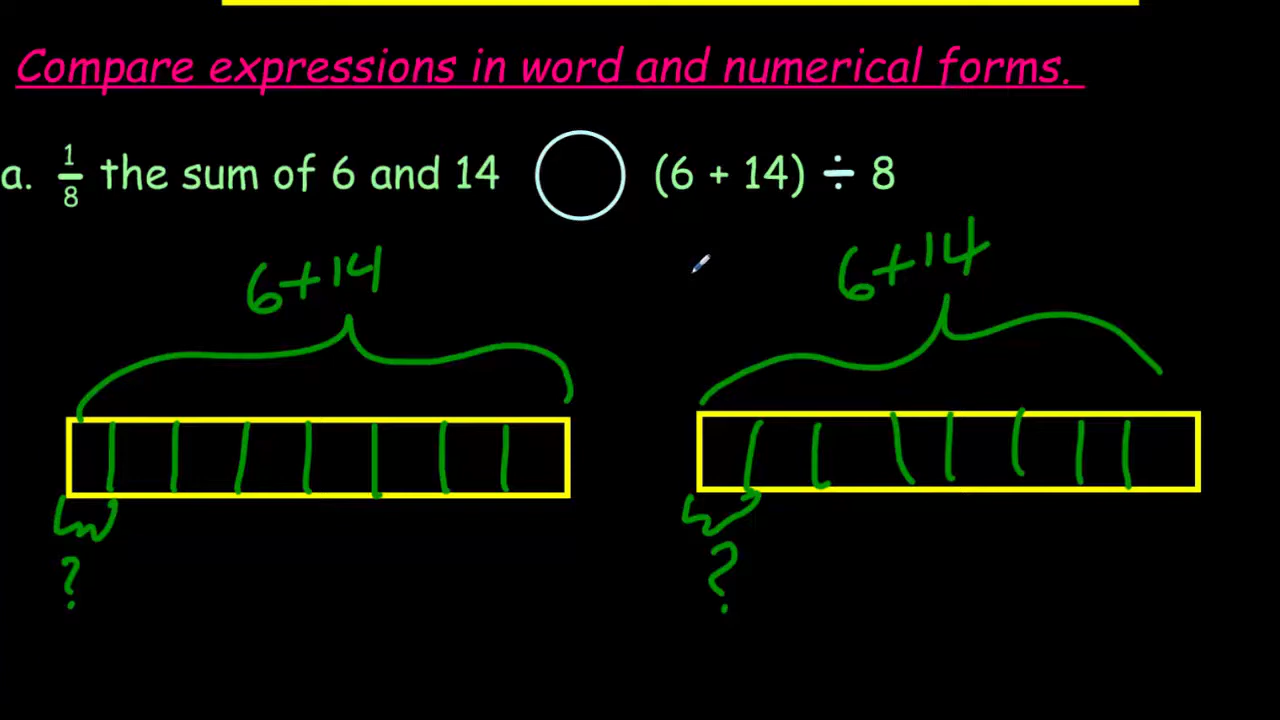 Compare expressions in word and numerical forms.
a. 1/8 the sum of 6 and 14 (6 + 14) ÷ 8
6+14 6+14
? ?